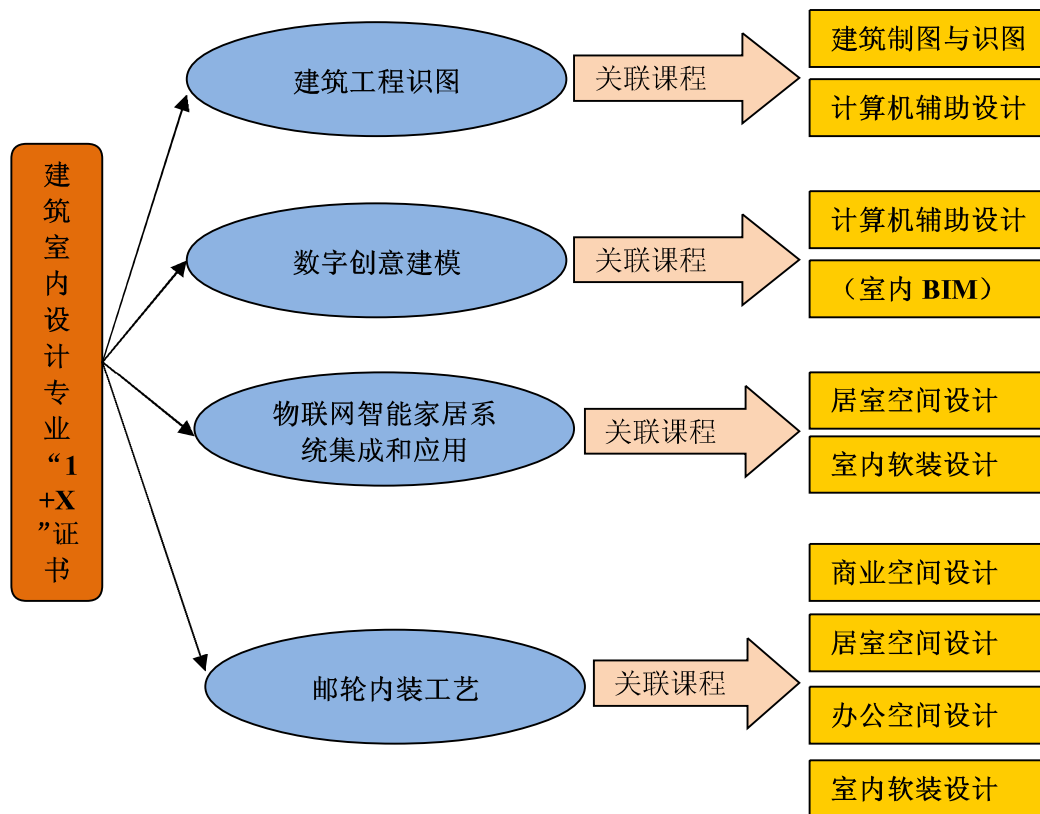 建
筑
室
内
设
计
专
业
“1
+X
”证
书
建筑工程识图
关联课程
建筑制图与识图
计算机辅助设计
数字创意建模
关联课程
计算机辅助设计
（室内 BIM）
物联网智能家居系
统集成和应用
关联课程
居室空间设计
室内软装设计
邮轮内装工艺
关联课程
商业空间设计
居室空间设计
办公空间设计
室内软装设计